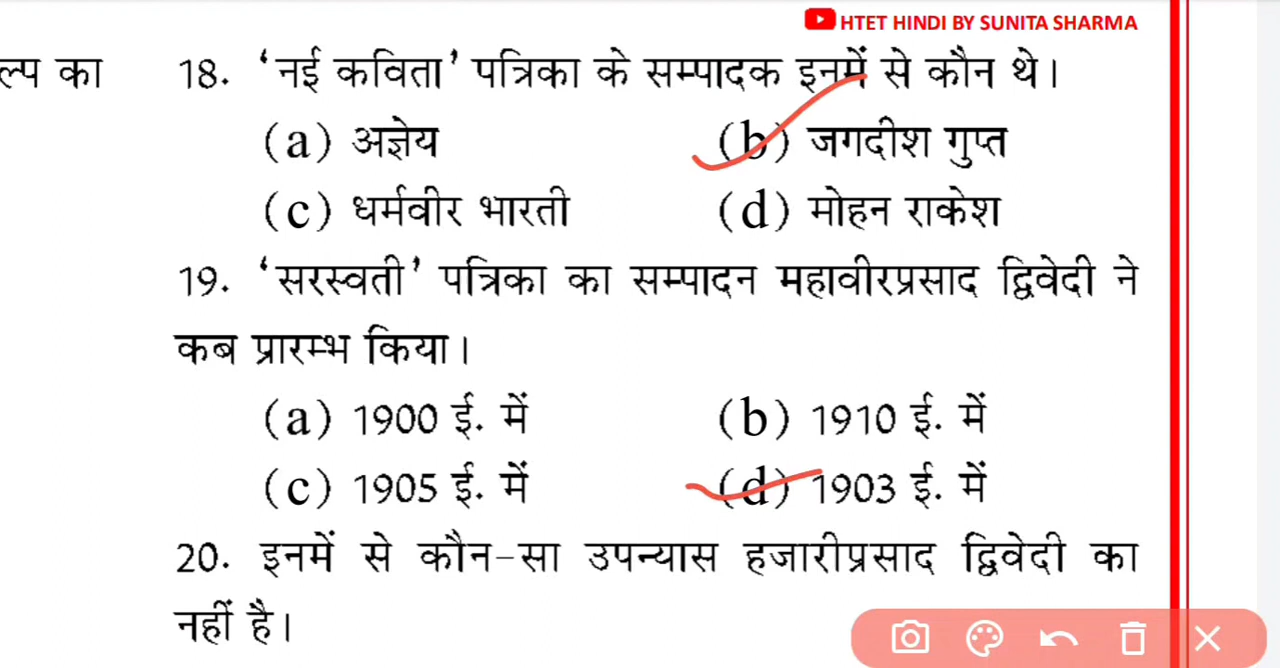 HTET HINDI BY SUNITA SHARMA
ल्प का
18. ‘नई कविता’ पत्रिका के सम्पादक इनमें से कौन थे।
(a) अज्ञेय (b) जगदीश गुप्त
(c) धर्मवीर भारती (d) मोहन राकेश
19. ‘सरस्वती’ पत्रिका का सम्पादन महावीरप्रसाद द्विवेदी ने
कब प्रारम्भ किया।
(a) 1900 ई. में (b) 1910 ई. में
(c) 1905 ई. में (d) 1903 ई. में
20. इनमें से कौन-सा उपन्यास हजारीप्रसाद द्विवेदी का
नहीं है।